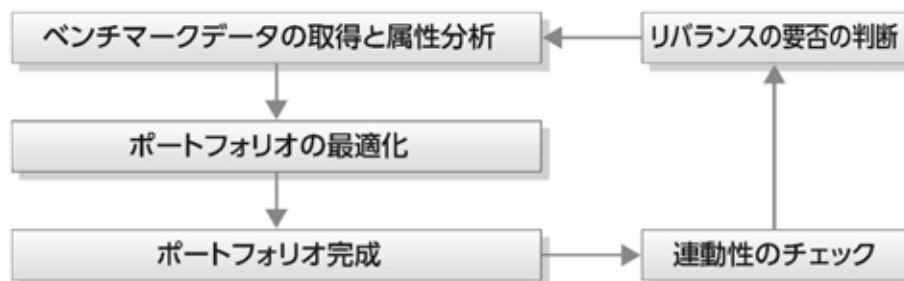 ベンチマークデータの取得と属性分析
リバランスの要否の判断
ポートフォリオの最適化
ポートフォリオ完成
連動性のチェック